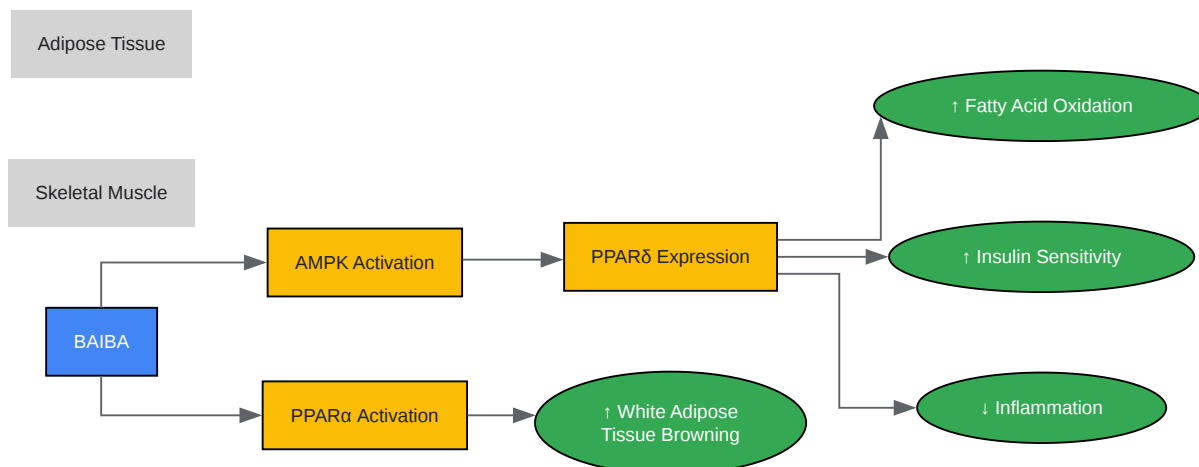 Adipose Tissue
↑ Fatty Acid Oxidation
Skeletal Muscle
AMPK Activation
PPARδ Expression
↑ Insulin Sensitivity
BAIBA
PPARα Activation
↑ White Adipose
Tissue Browning
↓ Inflammation